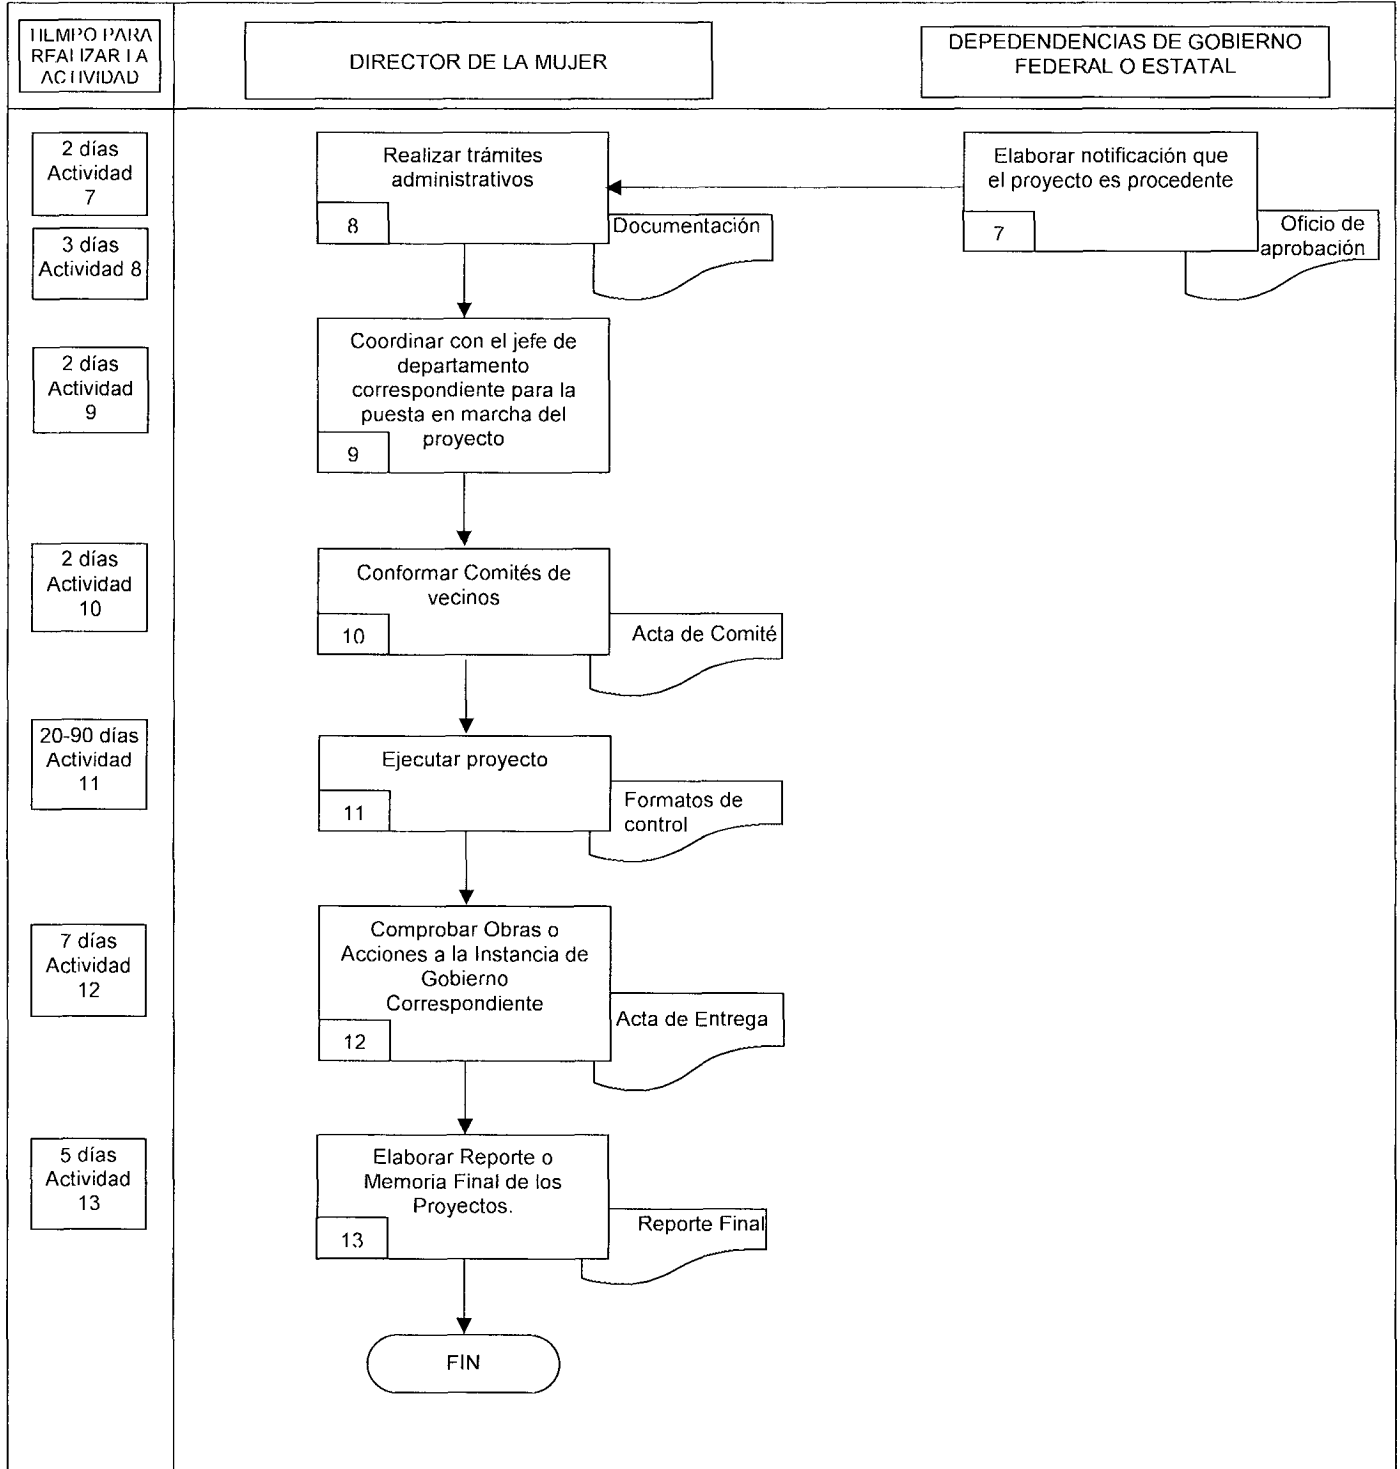 TIEMPO PARA
REALIZAR LA
ACTIVIDAD
DIRECTOR DE LA MUJER
DEPEDENDENCIAS DE GOBIERNO
FEDERAL O ESTATAL
2 días
Actividad
7
Realizar trámites
administrativos
8
Documentación
Elaborar notificación que
el proyecto es procedente
7
Oficio de
aprobación
3 días
Actividad 8
2 días
Actividad
9
Coordinar con el jefe de
departamento
correspondiente para la
puesta en marcha del
proyecto
9
2 días
Actividad
10
Conformar Comités de
vecinos
10
Acta de Comité
20-90 días
Actividad
11
Ejecutar proyecto
11
Formatos de
control
7 días
Actividad
12
Comprobar Obras o
Acciones a la Instancia de
Gobierno
Correspondiente
12
Acta de Entrega
5 días
Actividad
13
Elaborar Reporte o
Memoria Final de los
Proyectos.
13
Reporte Final
FIN